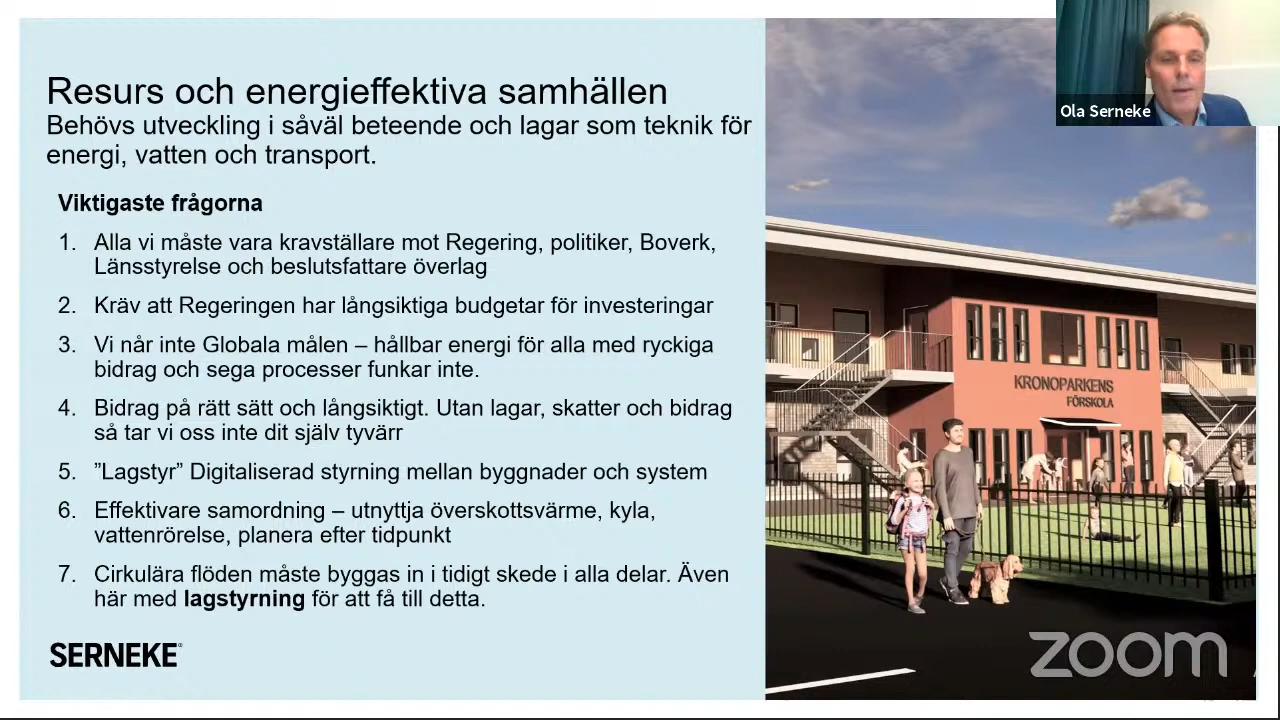 Resurs och energieffektiva samhällen
Behövs utveckling i såväl beteende och lagar som teknik för
energi, vatten och transport.
Viktigaste frågorna
1. Alla vi måste vara kravställare mot Regering, politiker, Boverk,
Länsstyrelse och beslutsfattare överlag
2. Kräv att Regeringen har långsiktiga budgetar för investeringar
3. Vi når inte Globala målen – hållbar energi för alla med ryckiga
bidrag och sega processer funkar inte.
4. Bidrag på rätt sätt och långsiktigt. Utan lagar, skatter och bidrag
så tar vi oss inte dit själv tyvärr
5. ”Lagstyr” Digitaliserad styrning mellan byggnader och system
6. Effektivare samordning – utnyttja överskottsvärme, kyla,
vattenrörelse, planera efter tidpunkt
7. Cirkulära flöden måste byggas in i tidigt skede i alla delar. Även
här med lagstyrning för att få till detta.
SERNEKE
Ola Serneke
KRONOPARKENS
FÖRSKOLA
zoom